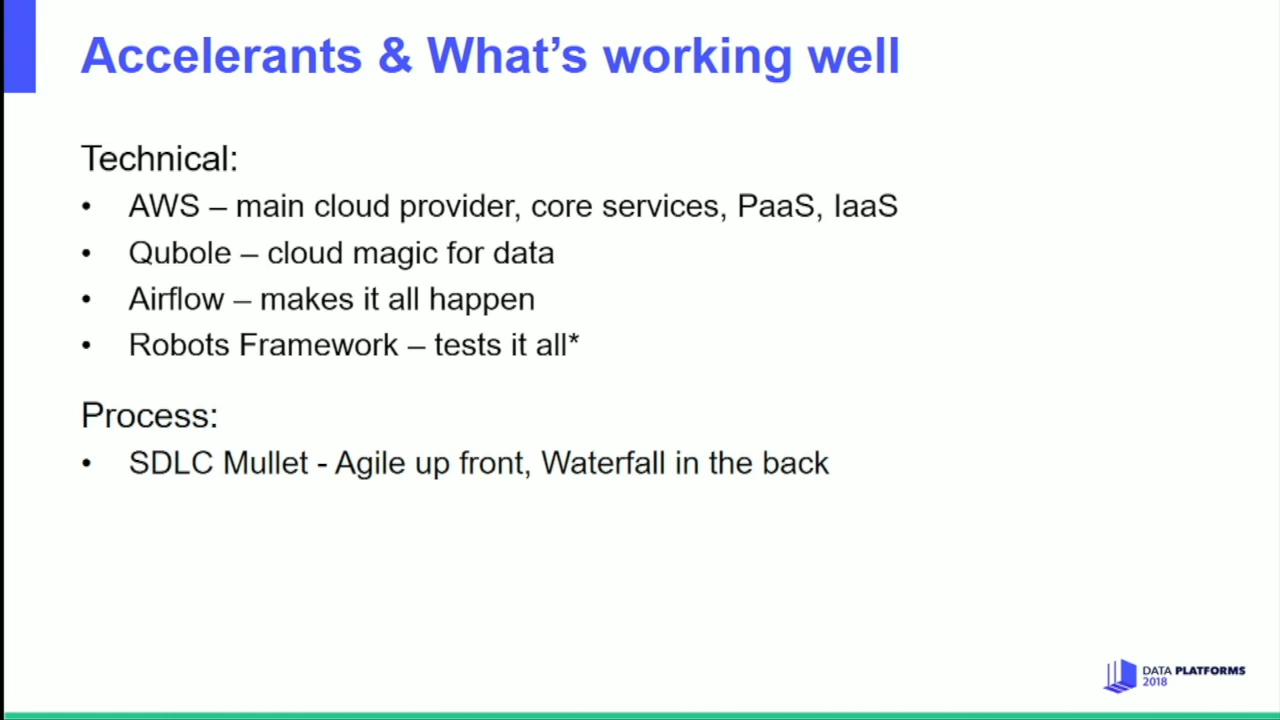 Accelerants & What's working well
Technical:
• AWS – main cloud provider, core services, PaaS, IaaS
• Qubole – cloud magic for data
• Airflow – makes it all happen
• Robots Framework – tests it all*
Process:
• SDLC Mullet - Agile up front, Waterfall in the back
DATA PLATFORMS
2018